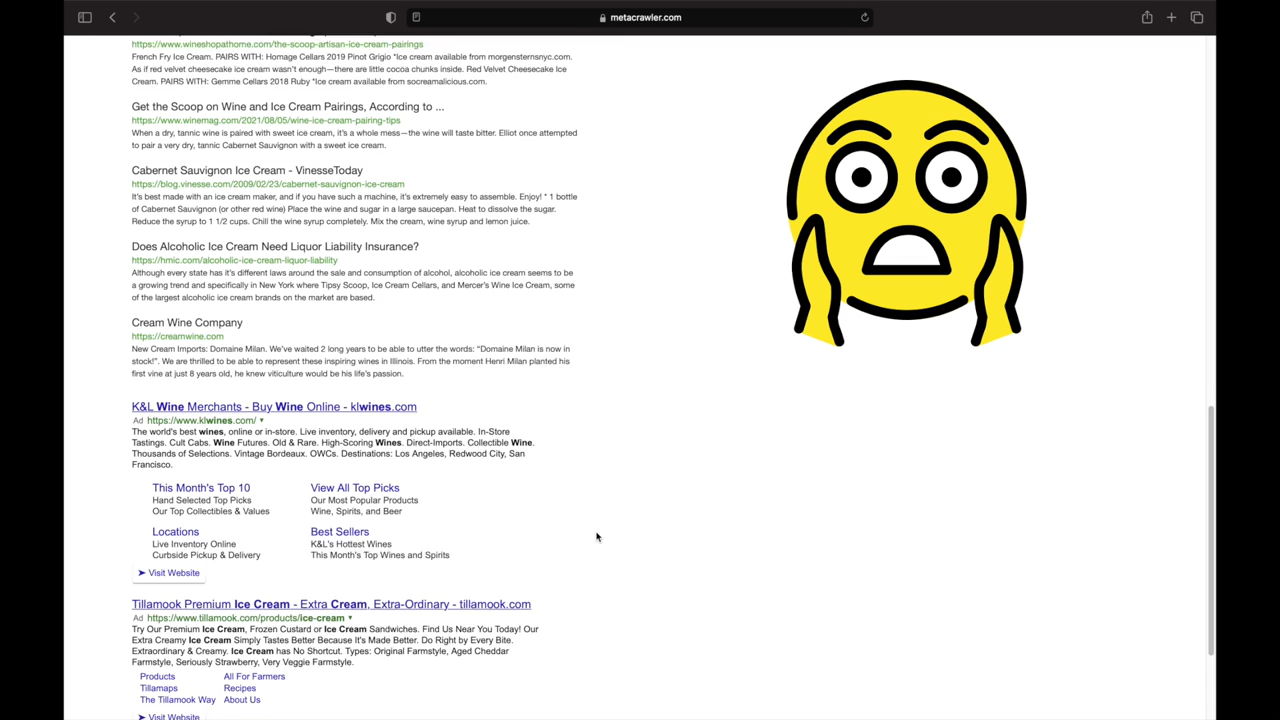 metacrawler.com
https://www.wineshopathome.com/the-scoop-artisan-ice-cream-pairings
French Fry Ice Cream. PAIRS WITH: Homage Cellars 2019 Pinot Grigio *Ice cream available from morgensternsnyc.com.
As if red velvet cheesecake ice cream wasn't enough—there are little cocoa chunks inside. Red Velvet Cheesecake Ice
Cream. PAIRS WITH: Gemme Cellars 2018 Ruby *Ice cream available from socreamalicious.com.
Get the Scoop on Wine and Ice Cream Pairings, According to ...
https://www.winemag.com/2021/08/05/wine-ice-cream-pairing-tips
When a dry, tannic wine is paired with sweet ice cream, it's a whole mess—the wine will taste bitter. Elliot once attempted
to pair a very dry, tannic Cabernet Sauvignon with a sweet ice cream.
Cabernet Sauvignon Ice Cream - VinesseToday
https://blog.vinesse.com/2009/02/23/cabernet-sauvignon-ice-cream
It's best made with an ice cream maker, and if you have such a machine, it's extremely easy to assemble. Enjoy! * 1 bottle
of Cabernet Sauvignon (or other red wine) Place the wine and sugar in a large saucepan. Heat to dissolve the sugar.
Reduce the syrup to 1 1/2 cups. Chill the wine syrup completely. Mix the cream, wine syrup and lemon juice.
Does Alcoholic Ice Cream Need Liquor Liability Insurance?
https://hmic.com/alcoholic-ice-cream-liquor-liability
Although every state has it's different laws around the sale and consumption of alcohol, alcoholic ice cream seems to be
a growing trend and specifically in New York where Tipsy Scoop, Ice Cream Cellars, and Mercer's Wine Ice Cream, some
of the largest alcoholic ice cream brands on the market are based.
Cream Wine Company
https://creamwine.com
New Cream Imports: Domaine Milan. We've waited 2 long years to be able to utter the words: "Domaine Milan is now in
stock!". We are thrilled to be able to represent these inspiring wines in Illinois. From the moment Henri Milan planted his
first vine at just 8 years old, he knew viticulture would be his life's passion.
K&L Wine Merchants - Buy Wine Online - klwines.com
Ad https://www.klwines.com/ ▼
The world's best wines, online or in-store. Live inventory, delivery and pickup available. In-Store
Tastings. Cult Cabs. Wine Futures. Old & Rare. High-Scoring Wines. Direct-Imports. Collectible Wine.
Thousands of Selections. Vintage Bordeaux. OWCs. Destinations: Los Angeles, Redwood City, San
Francisco.
This Month's Top 10
Hand Selected Top Picks
Our Top Collectibles & Values
View All Top Picks
Our Most Popular Products
Wine, Spirits, and Beer
Locations
Live Inventory Online
Curbside Pickup & Delivery
Best Sellers
K&L's Hottest Wines
This Month's Top Wines and Spirits
➤ Visit Website
Tillamook Premium Ice Cream - Extra Cream, Extra-Ordinary - tillamook.com
Ad https://www.tillamook.com/products/ice-cream ▼
Try Our Premium Ice Cream, Frozen Custard or Ice Cream Sandwiches. Find Us Near You Today! Our
Extra Creamy Ice Cream Simply Tastes Better Because It's Made Better. Do Right by Every Bite.
Extraordinary & Creamy. Ice Cream has No Shortcut. Types: Original Farmstyle, Aged Cheddar
Farmstyle, Seriously Strawberry, Very Veggie Farmstyle.
Products
Tillamaps
The Tillamook Way
All For Farmers
Recipes
About Us
➤ Visit Website